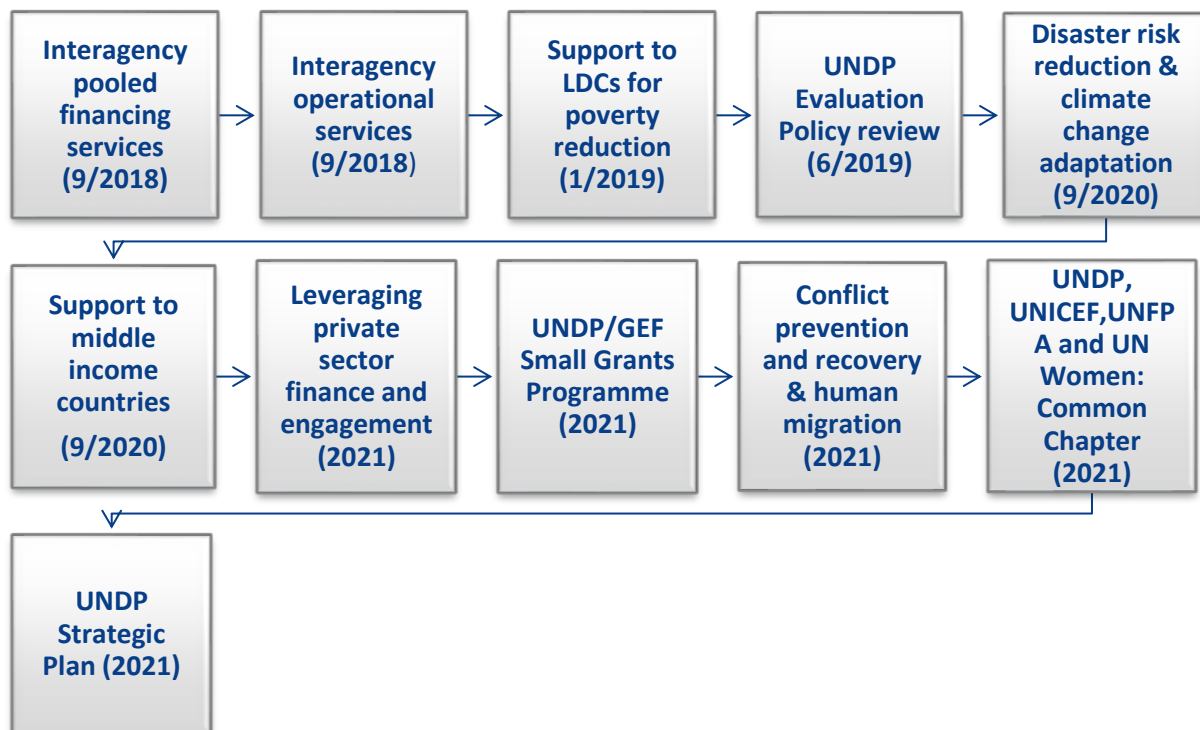 Interagency
pooled
financing
services
(9/2018)
Interagency
operational
services
(9/2018)
Support to
LDCs for
poverty
reduction
(1/2019)
UNDP
Evaluation
Policy review
(6/2019)
Disaster risk
reduction &
climate
change
adaptation
(9/2020)
Support to
middle
income
countries
(9/2020)
Leveraging
private
sector
finance and
engagement
(2021)
UNDP/GEF
Small Grants
Programme
(2021)
Conflict
prevention
and recovery
& human
migration
(2021)
UNDP,
UNICEF,UNFP
A and UN
Women:
Common
Chapter
(2021)
UNDP
Strategic
Plan (2021)